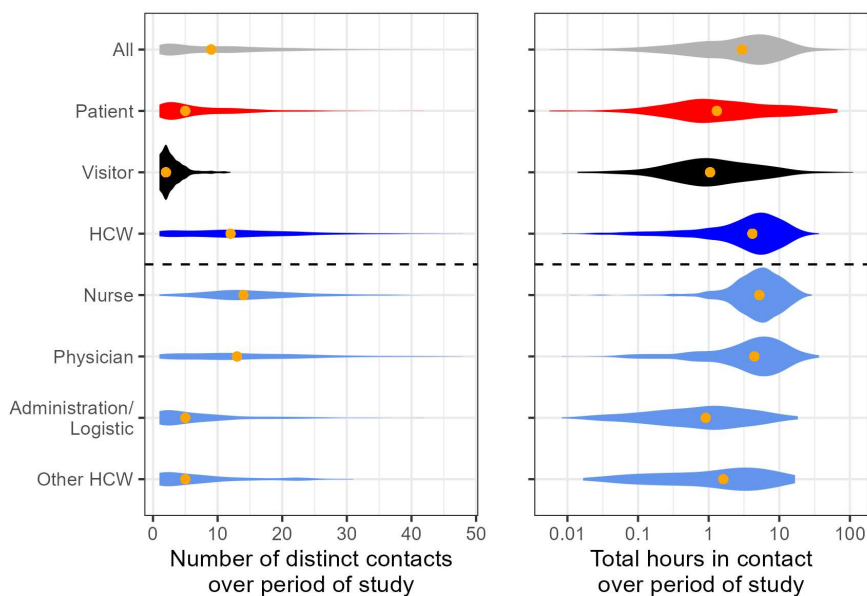 All
Patient
Visitor
HCW
Nurse
Physician
Administration/
Logistic
Other HCW
0 10 20 30 40 50
Number of distinct contacts
over period of study
0.01 0.1 1 10 100
Total hours in contact
over period of study